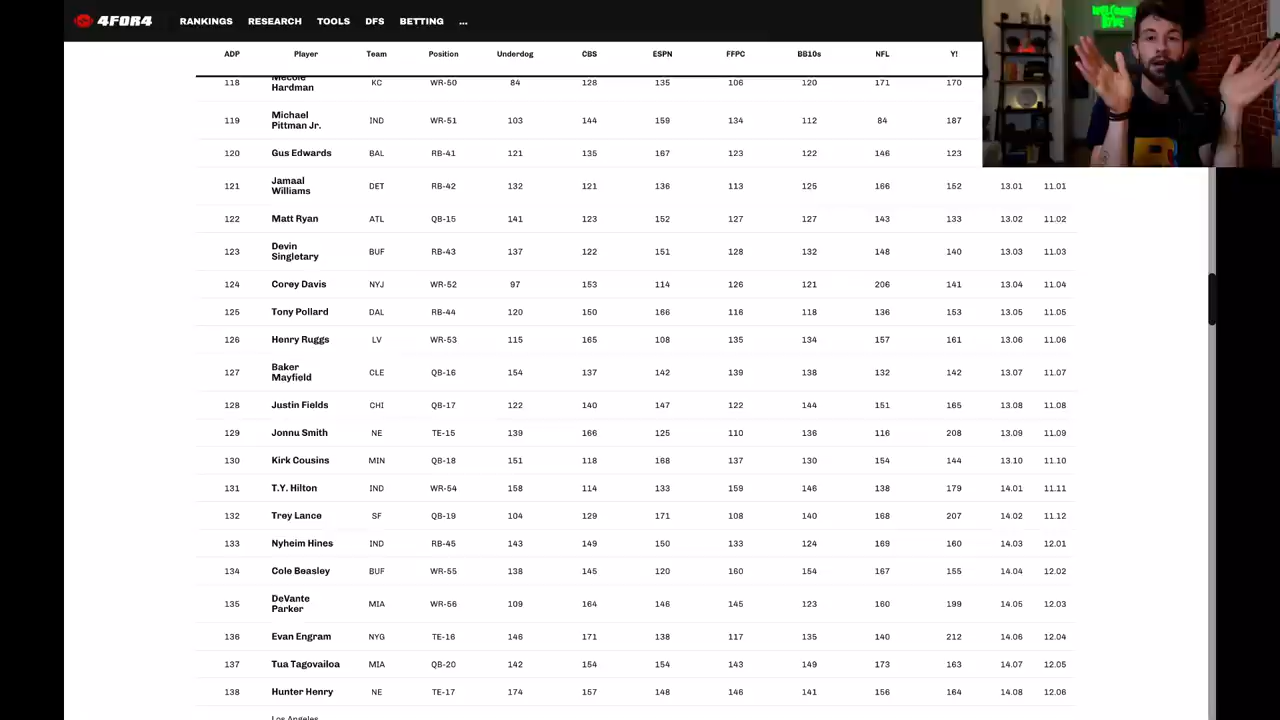 4FOR4 RANKINGS RESEARCH TOOLS DFS BETTING ...
WELCOME
ADP Player Team Position Underdog CBS ESPN FFPC BB10s NFL Y!
118 Mecole Hardman KC WR-50 84 128 135 106 120 171 170
119 Michael Pittman Jr. IND WR-51 103 144 159 134 112 84 187
120 Gus Edwards BAL RB-41 121 135 167 123 122 146 123
121 Jamaal Williams DET RB-42 132 121 136 113 125 166 152 13.01 11.01
122 Matt Ryan ATL QB-15 141 123 152 127 127 143 133 13.02 11.02
123 Devin Singletary BUF RB-43 137 122 151 128 132 148 140 13.03 11.03
124 Corey Davis NYJ WR-52 97 153 114 126 121 206 141 13.04 11.04
125 Tony Pollard DAL RB-44 120 150 166 116 118 136 153 13.05 11.05
126 Henry Ruggs LV WR-53 115 165 108 135 134 157 161 13.06 11.06
127 Baker Mayfield CLE QB-16 154 137 142 139 138 132 142 13.07 11.07
128 Justin Fields CHI QB-17 122 140 147 122 144 151 165 13.08 11.08
129 Jonnu Smith NE TE-15 139 166 125 110 136 116 208 13.09 11.09
130 Kirk Cousins MIN QB-18 151 118 168 137 130 154 144 13.10 11.10
131 T.Y. Hilton IND WR-54 158 114 133 159 146 138 179 14.01 11.11
132 Trey Lance SF QB-19 104 129 171 108 140 168 207 14.02 11.12
133 Nyheim Hines IND RB-45 143 149 150 133 124 169 160 14.03 12.01
134 Cole Beasley BUF WR-55 138 145 120 160 154 167 155 14.04 12.02
135 DeVante Parker MIA WR-56 109 164 146 145 123 160 199 14.05 12.03
136 Evan Engram NYG TE-16 146 171 138 117 135 140 212 14.06 12.04
137 Tua Tagovailoa MIA QB-20 142 154 154 143 149 173 163 14.07 12.05
138 Hunter Henry NE TE-17 174 157 148 146 141 156 164 14.08 12.06
Los Angeles